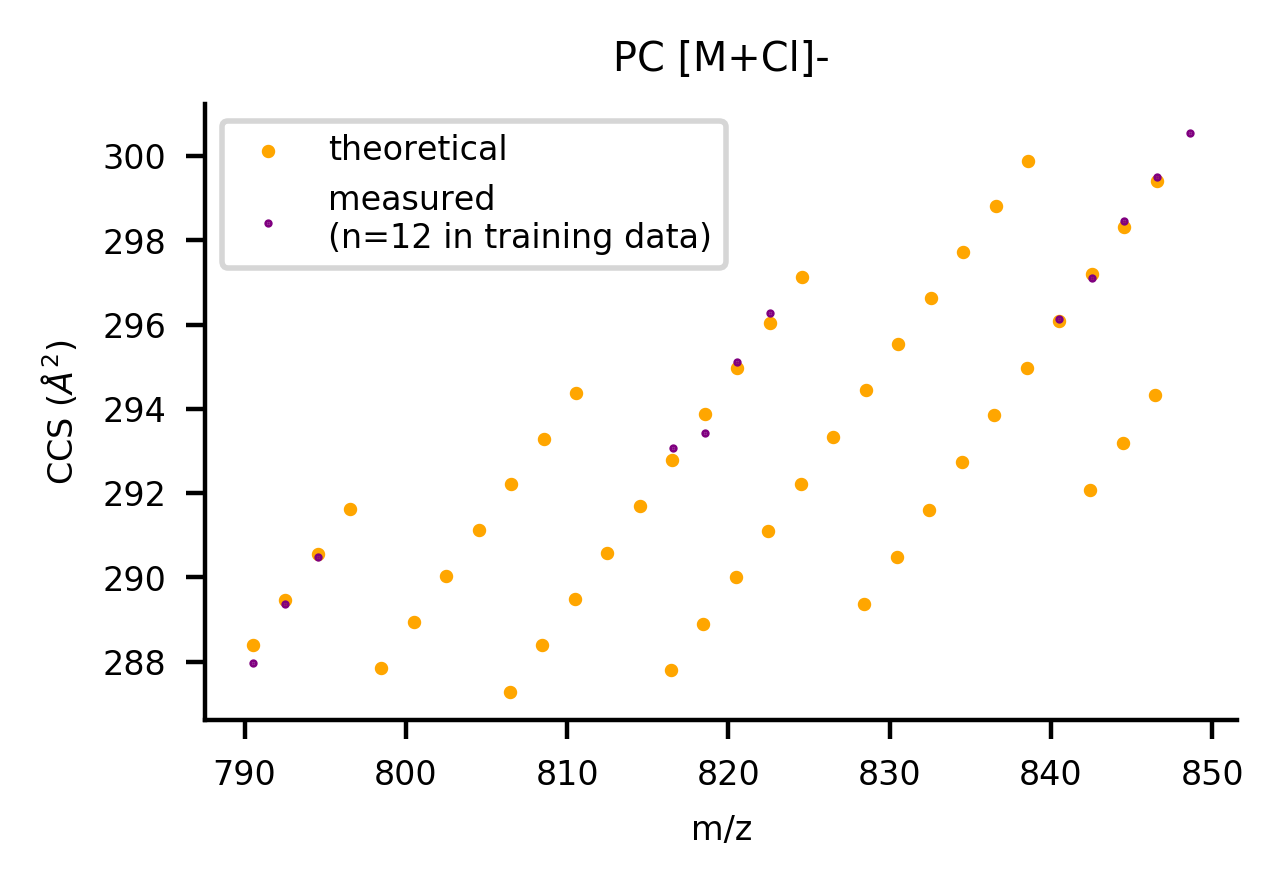 PC [M+Cl]-
theoretical
measured
(n=12 in training data)
CCS (Å²)
300
298
296
294
292
290
288
790
800
810
820
830
840
850
m/z